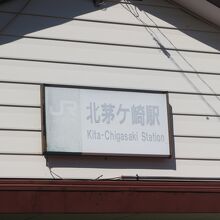 JR 北茅ケ崎駅
Kita-Chigasaki Station